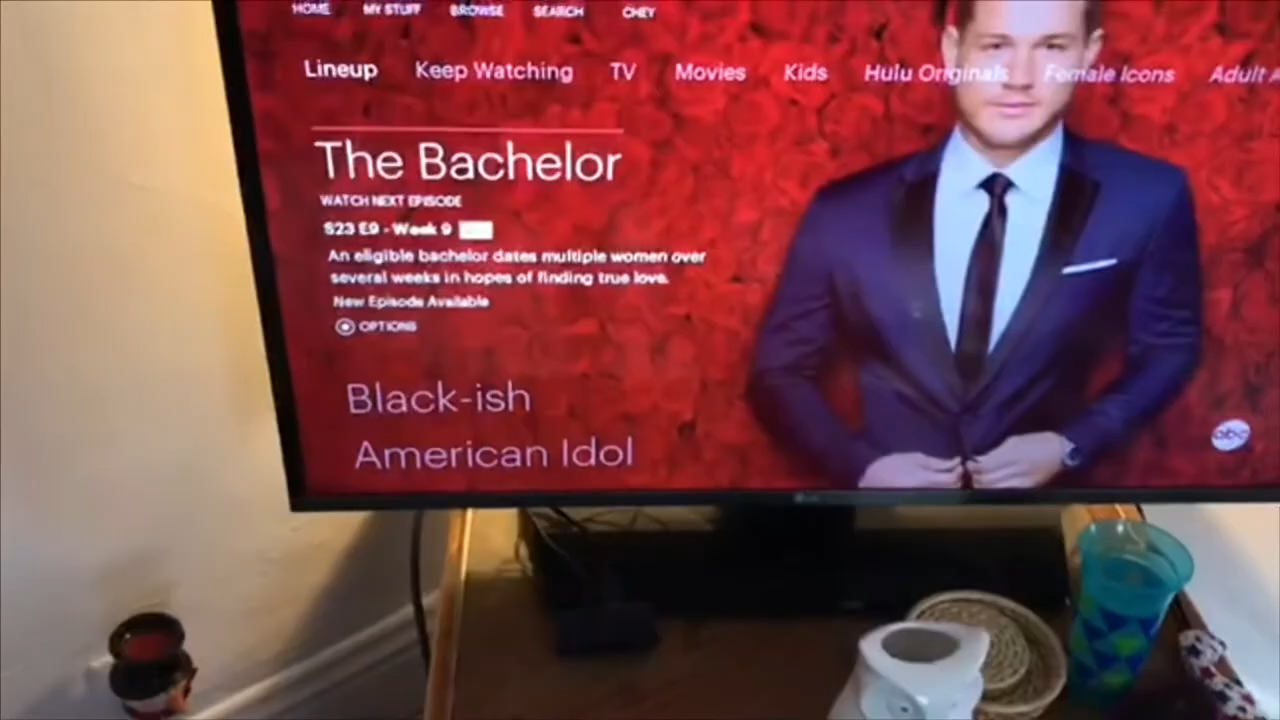 HOME MY STUFF BROWSE SEARCH CHEY
Lineup Keep Watching TV Movies Kids Hulu Originals Female Icons Adult A
The Bachelor
WATCH NEXT EPISODE
S23 E9 - Week 9
An eligible bachelor dates multiple women over
several weeks in hopes of finding true love.
New Episode Available
OPTIONS
Black-ish
American Idol
abc
LG